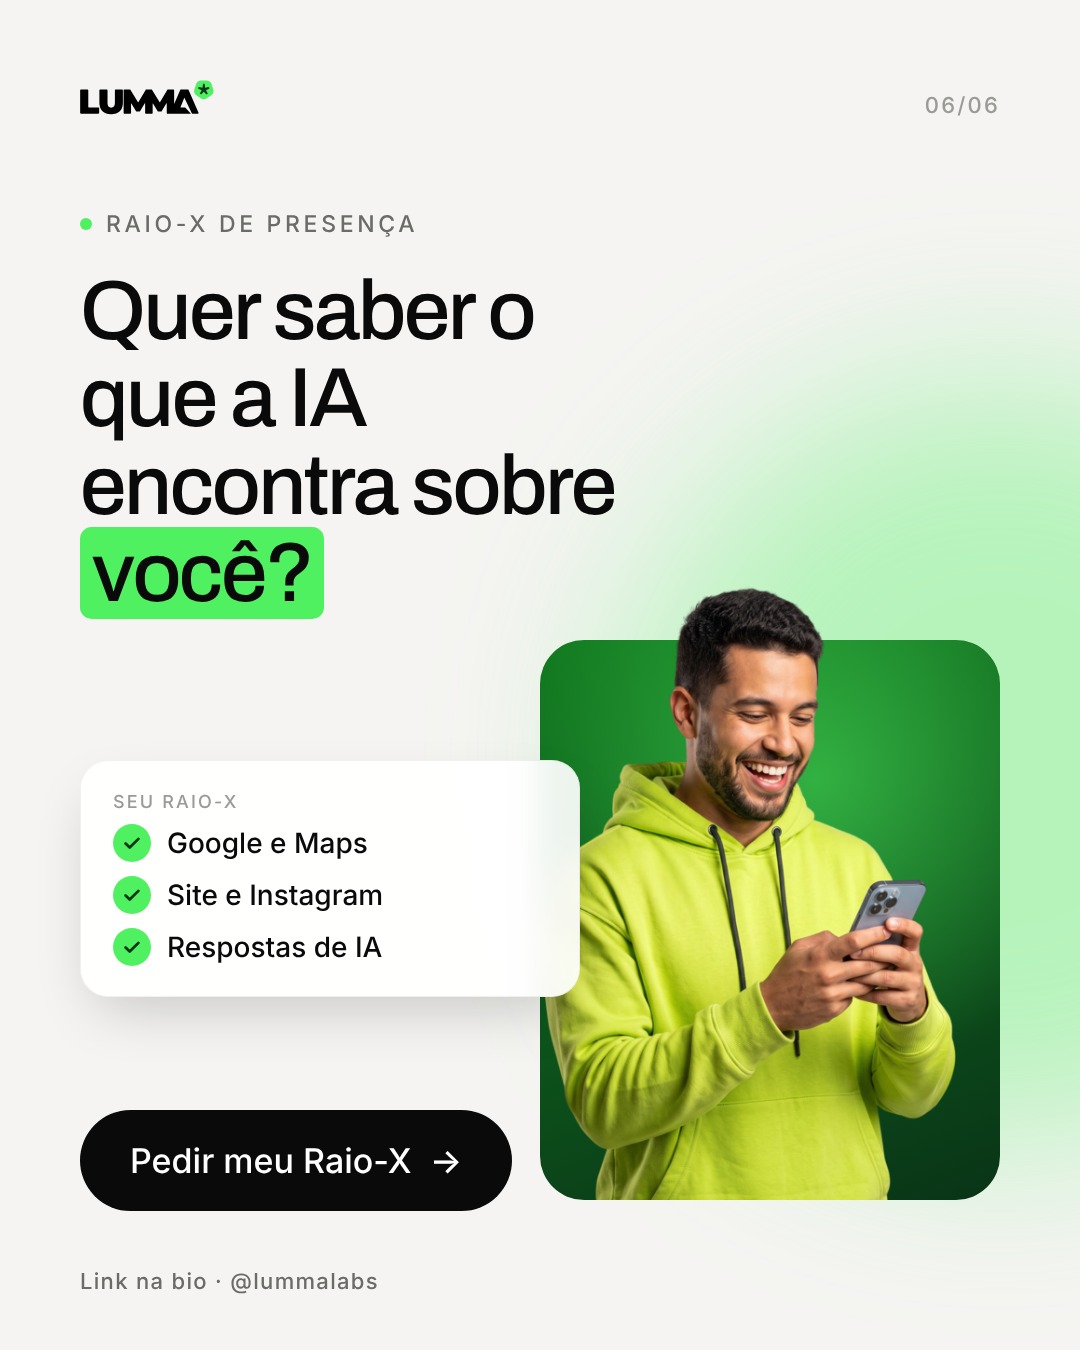 LUMMA
06/06
RAIO-X DE PRESENÇA
Quer saber o
que a IA
encontra sobre
você?
SEU RAIO-X
Google e Maps
Site e Instagram
Respostas de IA
Pedir meu Raio-X →
Link na bio · @lummalabs